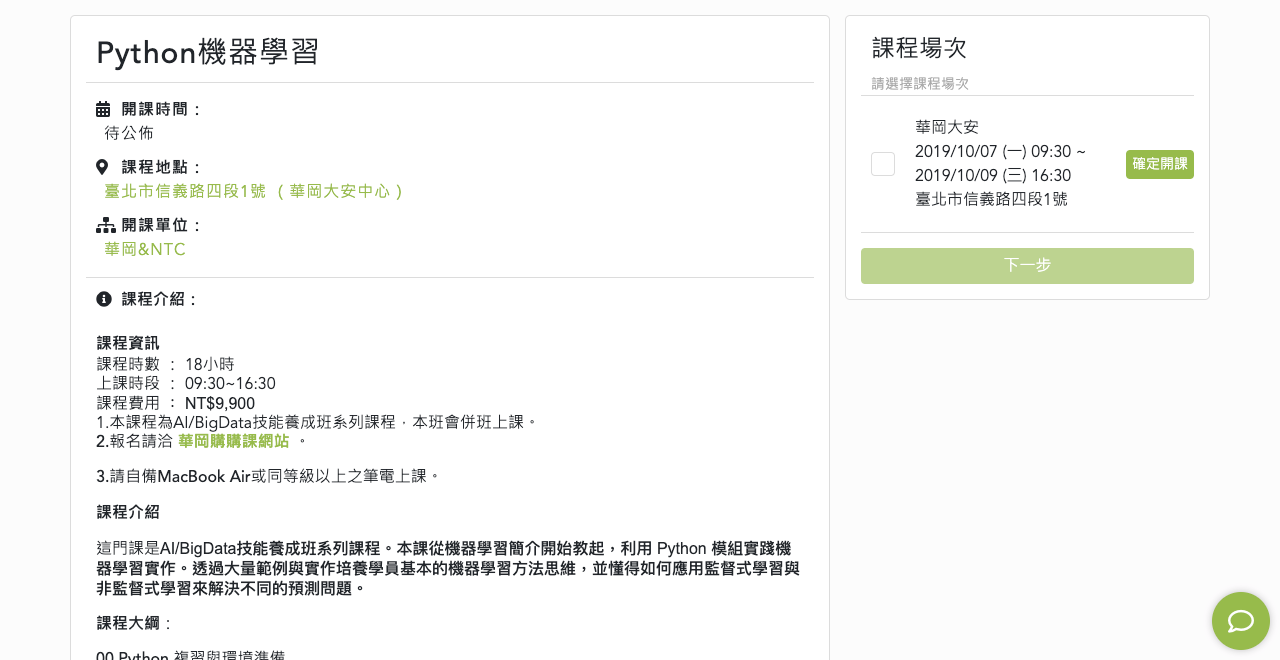 Python機器學習
開課時間：
待公佈
課程地點：
臺北市信義路四段1號 （華岡大安中心）
開課單位：
華岡&NTC
課程介紹：
課程資訊
課程時數 ： 18小時
上課時段 ： 09:30~16:30
課程費用 ： NT$9,900
1.本課程為AI/BigData技能養成班系列課程，本班會併班上課。
2.報名請洽 華岡購購課網站 。
3.請自備MacBook Air或同等級以上之筆電上課。
課程介紹
這門課是AI/BigData技能養成班系列課程。本課從機器學習簡介開始教起，利用 Python 模組實踐機
器學習實作。透過大量範例與實作培養學員基本的機器學習方法思維，並懂得如何應用監督式學習與
非監督式學習來解決不同的預測問題。
課程大綱：
00 Python 複習與環境準備
課程場次
請選擇課程場次
華岡大安
2019/10/07 (一) 09:30 ~
2019/10/09 (三) 16:30
臺北市信義路四段1號
確定開課
下一步